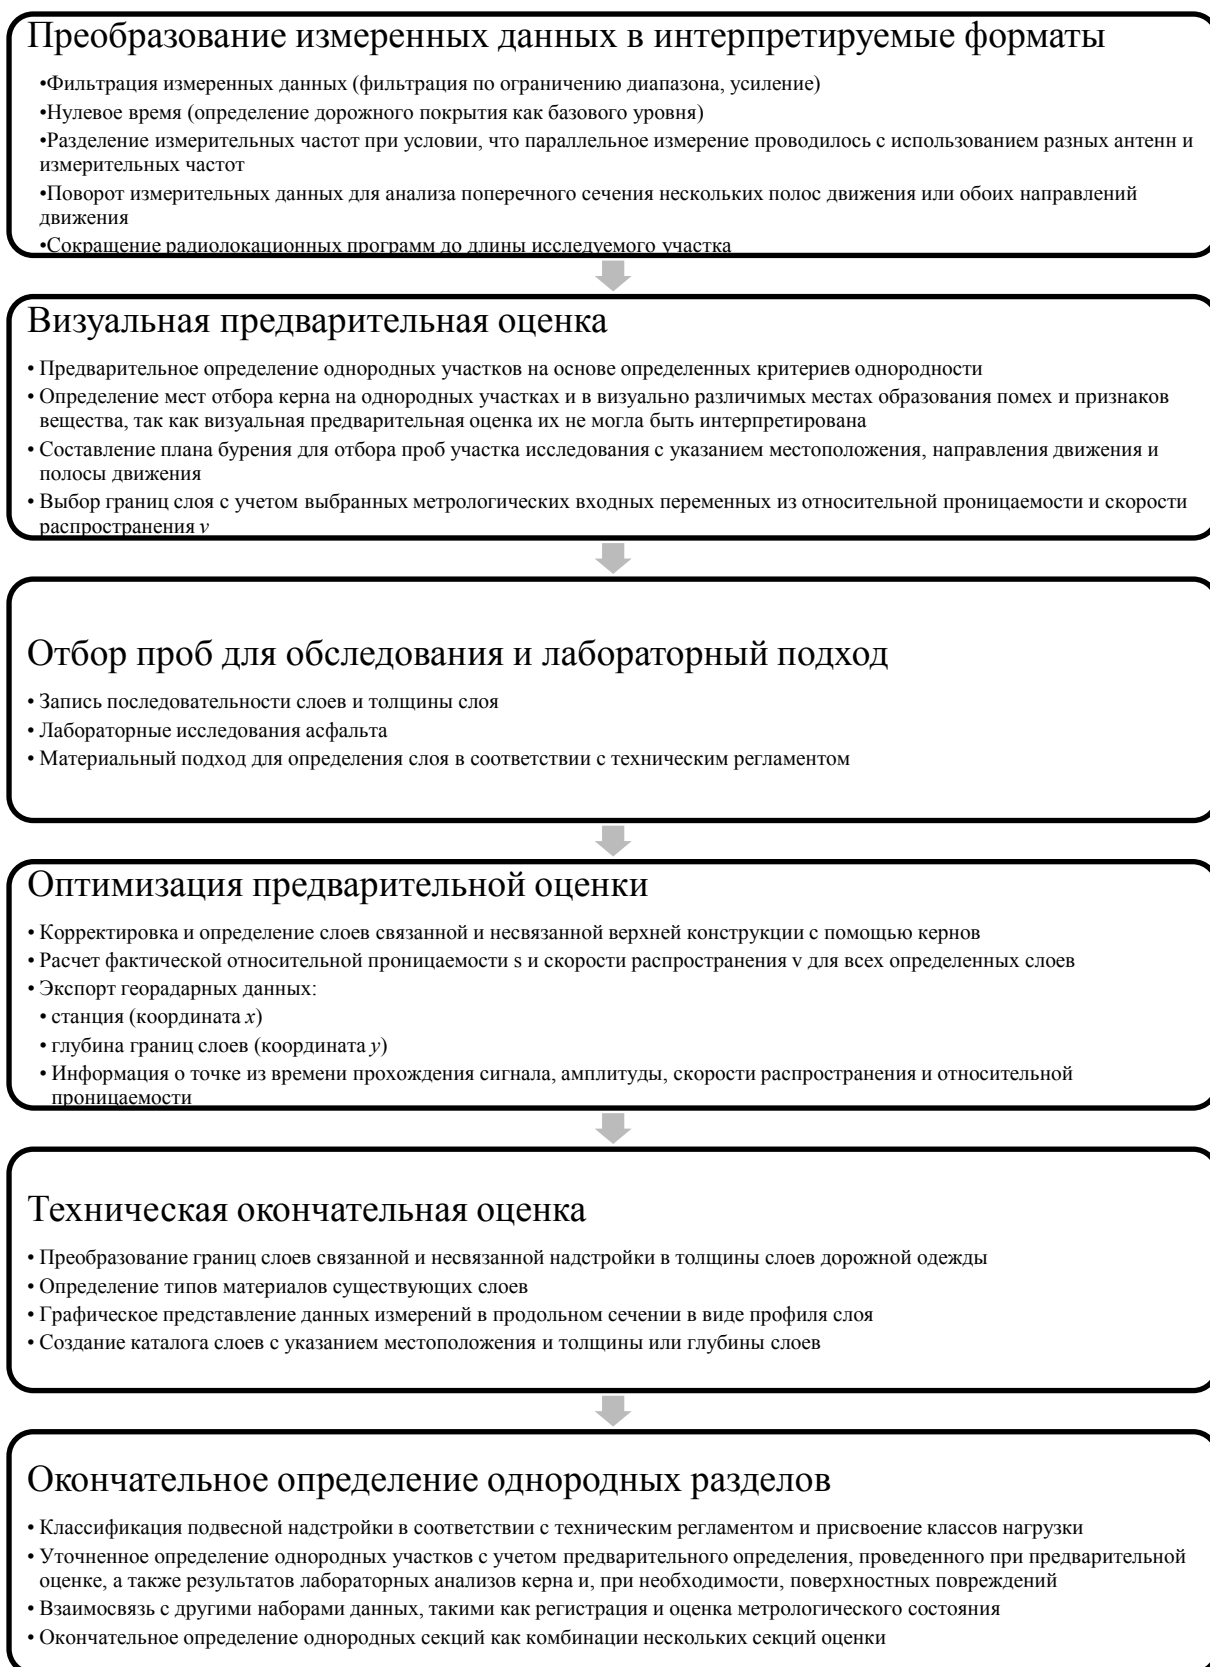 Преобразование измеренных данных в интерпретируемые форматы
•Фильтрация измеренных данных (фильтрация по ограничению диапазона, усиление)
•Нулевое время (определение дорожного покрытия как базового уровня)
•Разделение измерительных частот при условии, что параллельное измерение проводилось с использованием разных антенн и
измерительных частот
•Поворот измерительных данных для анализа поперечного сечения нескольких полос движения или обоих направлений
движения
•Сокращение радиолокационных программ до длины исследуемого участка
Визуальная предварительная оценка
• Предварительное определение однородных участков на основе определенных критериев однородности
• Определение мест отбора керна на однородных участках и в визуально различимых местах образования помех и признаков
вещества, так как визуальная предварительная оценка их не могла быть интерпретирована
• Составление плана бурения для отбора проб участка исследования с указанием местоположения, направления движения и
полосы движения
• Выбор границ слоя с учетом выбранных метрологических входных переменных из относительной проницаемости и скорости
распространения v
Отбор проб для обследования и лабораторный подход
• Запись последовательности слоев и толщины слоя
• Лабораторные исследования асфальта
• Материальный подход для определения слоя в соответствии с техническим регламентом
Оптимизация предварительной оценки
• Корректировка и определение слоев связанной и несвязанной верхней конструкции с помощью кернов
• Расчет фактической относительной проницаемости s и скорости распространения v для всех определенных слоев
• Экспорт георадарных данных:
• станция (координата x)
• глубина границ слоев (координата y)
• Информация о точке из времени прохождения сигнала, амплитуды, скорости распространения и относительной
проницаемости
Техническая окончательная оценка
• Преобразование границ слоев связанной и несвязанной надстройки в толщины слоев дорожной одежды
• Определение типов материалов существующих слоев
• Графическое представление данных измерений в продольном сечении в виде профиля слоя
• Создание каталога слоев с указанием местоположения и толщины или глубины слоев
Окончательное определение однородных разделов
• Классификация подвесной надстройки в соответствии с техническим регламентом и присвоение классов нагрузки
• Уточненное определение однородных участков с учетом предварительного определения, проведенного при предварительной
оценке, а также результатов лабораторных анализов керна и, при необходимости, поверхностных повреждений
• Взаимосвязь с другими наборами данных, такими как регистрация и оценка метрологического состояния
• Окончательное определение однородных секций как комбинации нескольких секций оценки